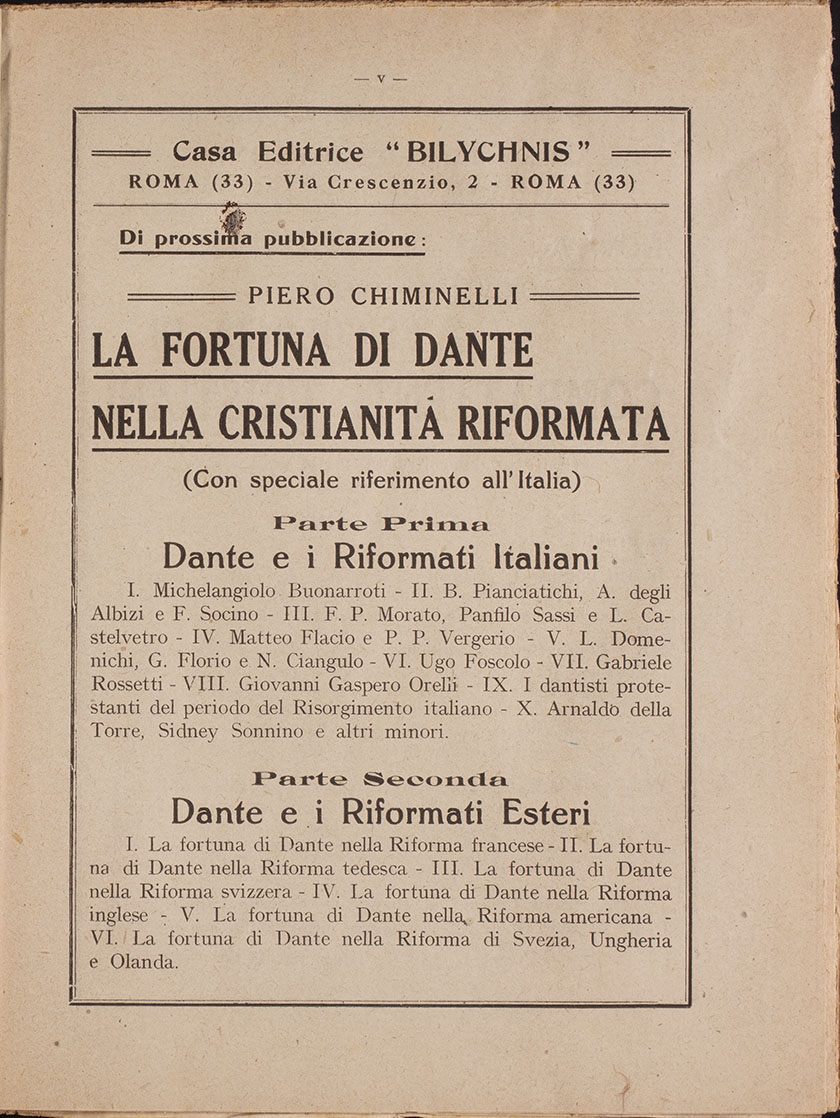 — v —
Casa Editrice “BILYCHNIS”
ROMA (33) - Via Crescenzio, 2 - ROMA (33)
Di prossima pubblicazione:
PIERO CHIMINELLI
LA FORTUNA DI DANTE
NELLA CRISTIANITÀ RIFORMATA
(Con speciale riferimento all'Italia)
Parte Prima
Dante e i Riformati Italiani
I. Michelangiolo Buonarroti - II. B. Pianciatichi, A. degli
Albizi e F. Socino - III. F. P. Morato, Panfilo Sassi e L. Ca-
stelvetro - IV. Matteo Flacio e P. P. Vergerio - V. L. Dome-
nichi, G. Florio e N. Ciangulo - VI. Ugo Foscolo - VII. Gabriele
Rossetti - VIII. Giovanni Gaspero Orelli - IX. I dantisti prote-
stanti del periodo del Risorgimento italiano - X. Arnaldo della
Torre, Sidney Sonnino e altri minori.
Parte Seconda
Dante e i Riformati Esteri
I. La fortuna di Dante nella Riforma francese - II. La fortu-
na di Dante nella Riforma tedesca - III. La fortuna di Dante
nella Riforma svizzera - IV. La fortuna di Dante nella Riforma
inglese - V. La fortuna di Dante nella Riforma americana -
VI. La fortuna di Dante nella Riforma di Svezia, Ungheria
e Olanda.